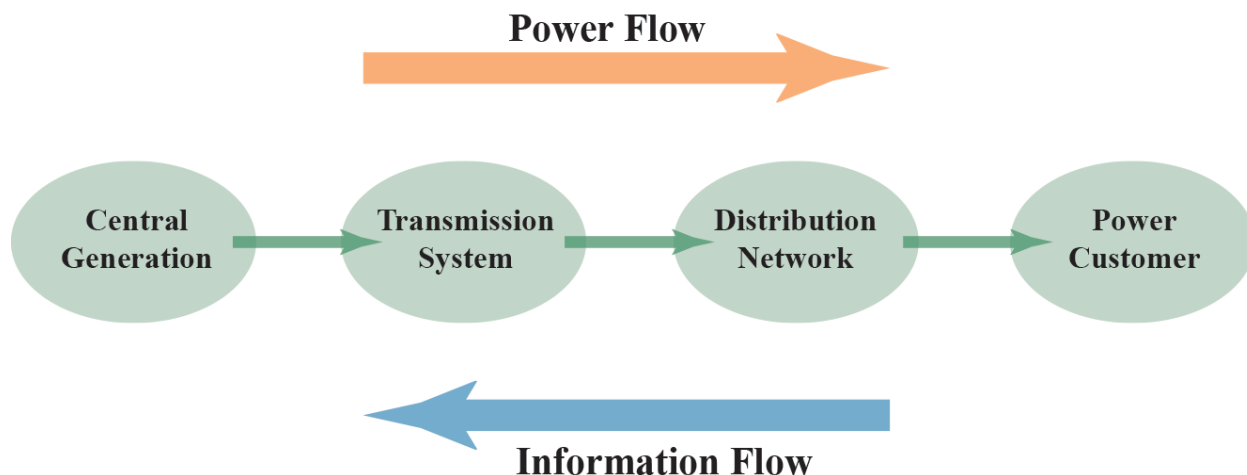 Power Flow
Central
Generation
Transmission
System
Distribution
Network
Power
Customer
Information Flow